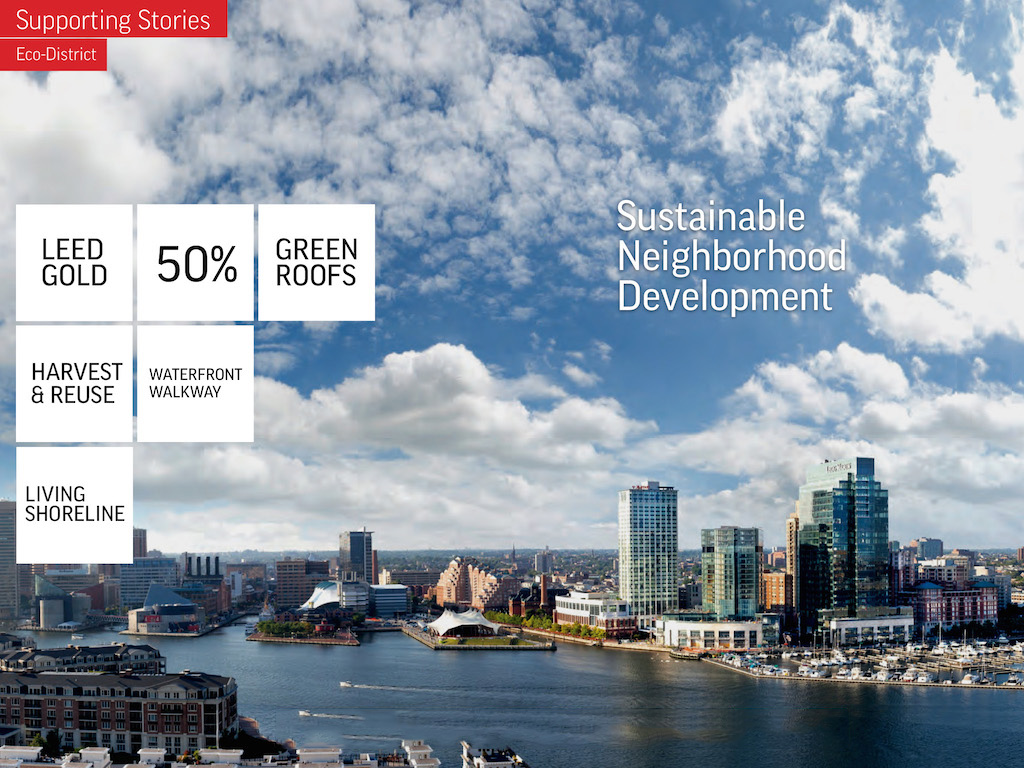 Supporting Stories
Eco-District
LEED
GOLD
50%
GREEN
ROOFS
Sustainable
Neighborhood
Development
HARVEST
& REUSE
WATERFRONT
WALKWAY
LIVING
SHORELINE